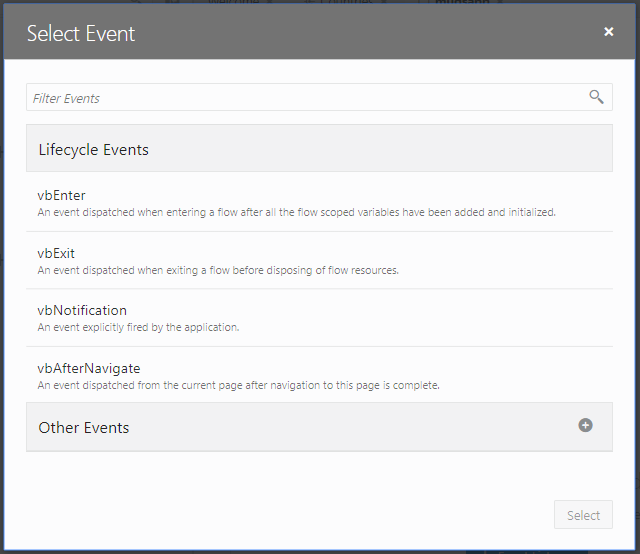 Select Event
Filter Events
Lifecycle Events
vbEnter
An event dispatched when entering a flow after all the flow scoped variables have been added and initialized.
vbExit
An event dispatched when exiting a flow before disposing of flow resources.
vbNotification
An event explicitly fired by the application.
vbAfterNavigate
An event dispatched from the current page after navigation to this page is complete.
Other Events
Select